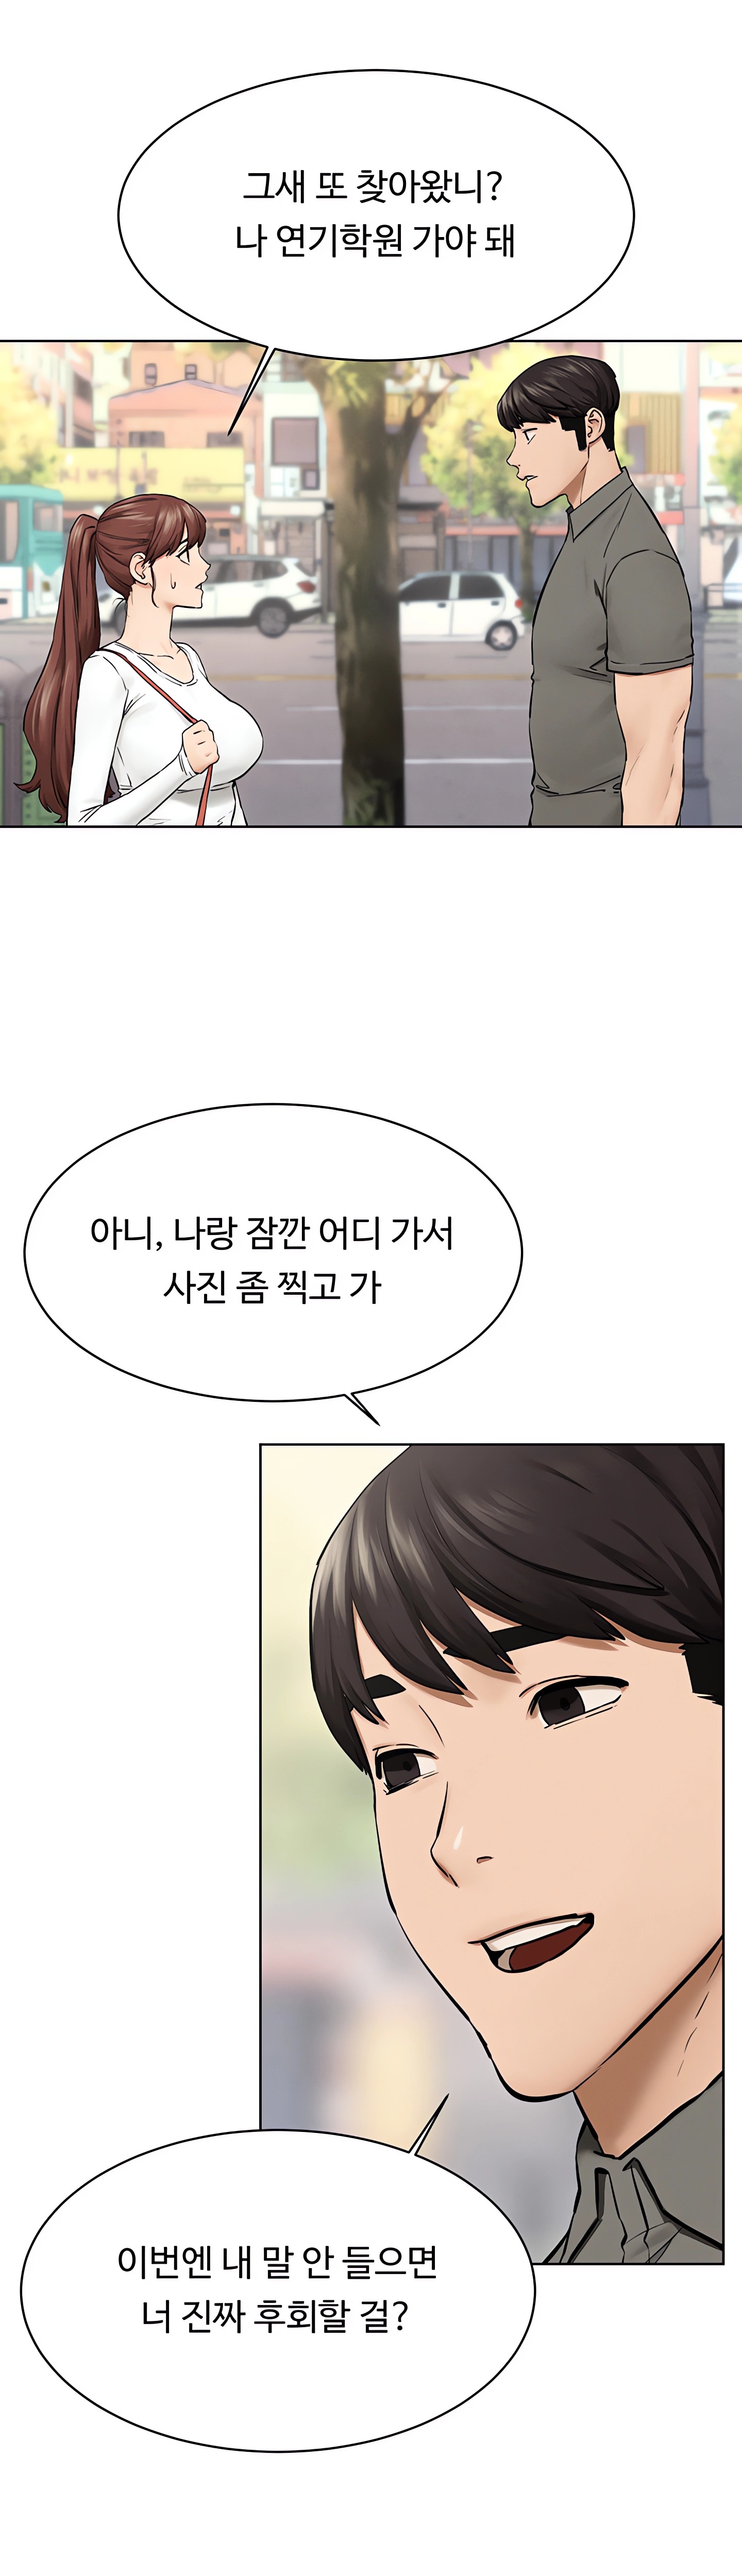 그새 또 찾아왔니?
나 연기학원 가야 돼
아니, 나랑 잠깐 어디 가서
사진 좀 찍고 가
이번엔 내 말 안 들으면
너 진짜 후회할 걸?